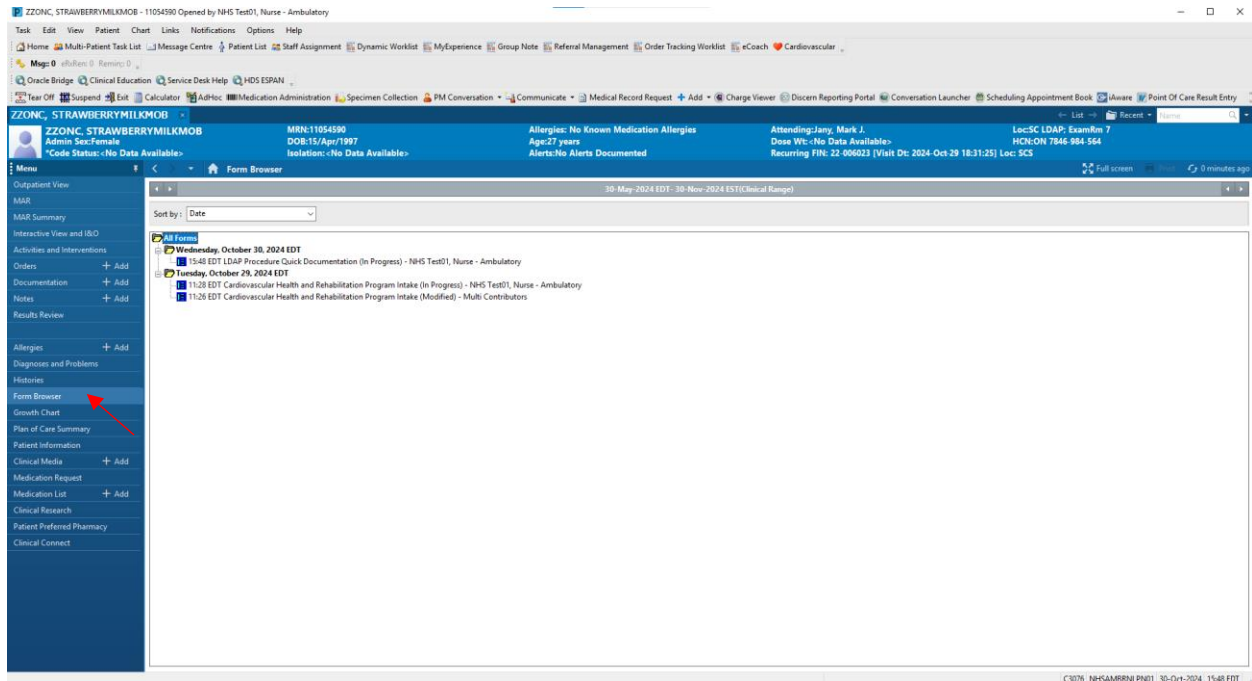 ZZONC, STRAWBERRYMILKMOB - 11054590 Opened by NHS Test01, Nurse - Ambulatory
Task Edit View Patient Chart Links Notifications Options Help
Home Multi-Patient Task List Message Centre Patient List Staff Assignment Dynamic Worklist MyExperience Group Note Referral Management Order Tracking Worklist eCoach Cardiovascular
Msg: 0 eRxRen: 0 Remin: 0
Oracle Bridge Clinical Education Service Desk Help HDS ESPAN
Tear Off Suspend Exit Calculator AdHoc Medication Administration Specimen Collection PM Conversation Communicate Medical Record Request Add Charge Viewer Discern Reporting Portal Conversation Launcher Scheduling Appointment Book iAware Point Of Care Result Entry
ZZONC, STRAWBERRYMILKMOB List Recent Name
ZZONC, STRAWBERRYMILKMOB MRN:11054590 Allergies: No Known Medication Allergies Attending:Jany, Mark J. Loc:SC LDAP; ExamRm 7
Admin Sex:Female DOB:15/Apr/1997 Age:27 years Dose Wt:<No Data Available> HCN:ON 7846-984-564
*Code Status:<No Data Available> Isolation:<No Data Available> Alerts:No Alerts Documented Recurring FIN: 22-006023 [Visit Dt: 2024-Oct-29 18:31:25] Loc: SCS
Menu Form Browser Full screen Print 0 minutes ago
Outpatient View
30-May-2024 EDT- 30-Nov-2024 EST(Clinical Range)
MAR
MAR Summary
Sort by : Date
Interactive View and I&O
All Forms
Activities and Interventions
Wednesday, October 30, 2024 EDT
Orders + Add
15:48 EDT LDAP Procedure Quick Documentation (In Progress) - NHS Test01, Nurse - Ambulatory
Tuesday, October 29, 2024 EDT
Documentation + Add
11:28 EDT Cardiovascular Health and Rehabilitation Program Intake (In Progress) - NHS Test01, Nurse - Ambulatory
Notes + Add
11:26 EDT Cardiovascular Health and Rehabilitation Program Intake (Modified) - Multi Contributors
Results Review
Allergies + Add
Diagnoses and Problems
Histories
Form Browser
Growth Chart
Plan of Care Summary
Patient Information
Clinical Media + Add
Medication Request
Medication List + Add
Clinical Research
Patient Preferred Pharmacy
Clinical Connect
C3076 NHSAMBRNLPN01 30-Oct-2024 15:48 EDT